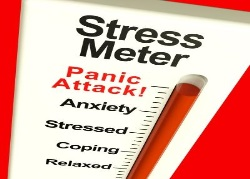 Stress
Meter
Panic
Attack!
Anxiety
Stressed
Coping
Relaxed